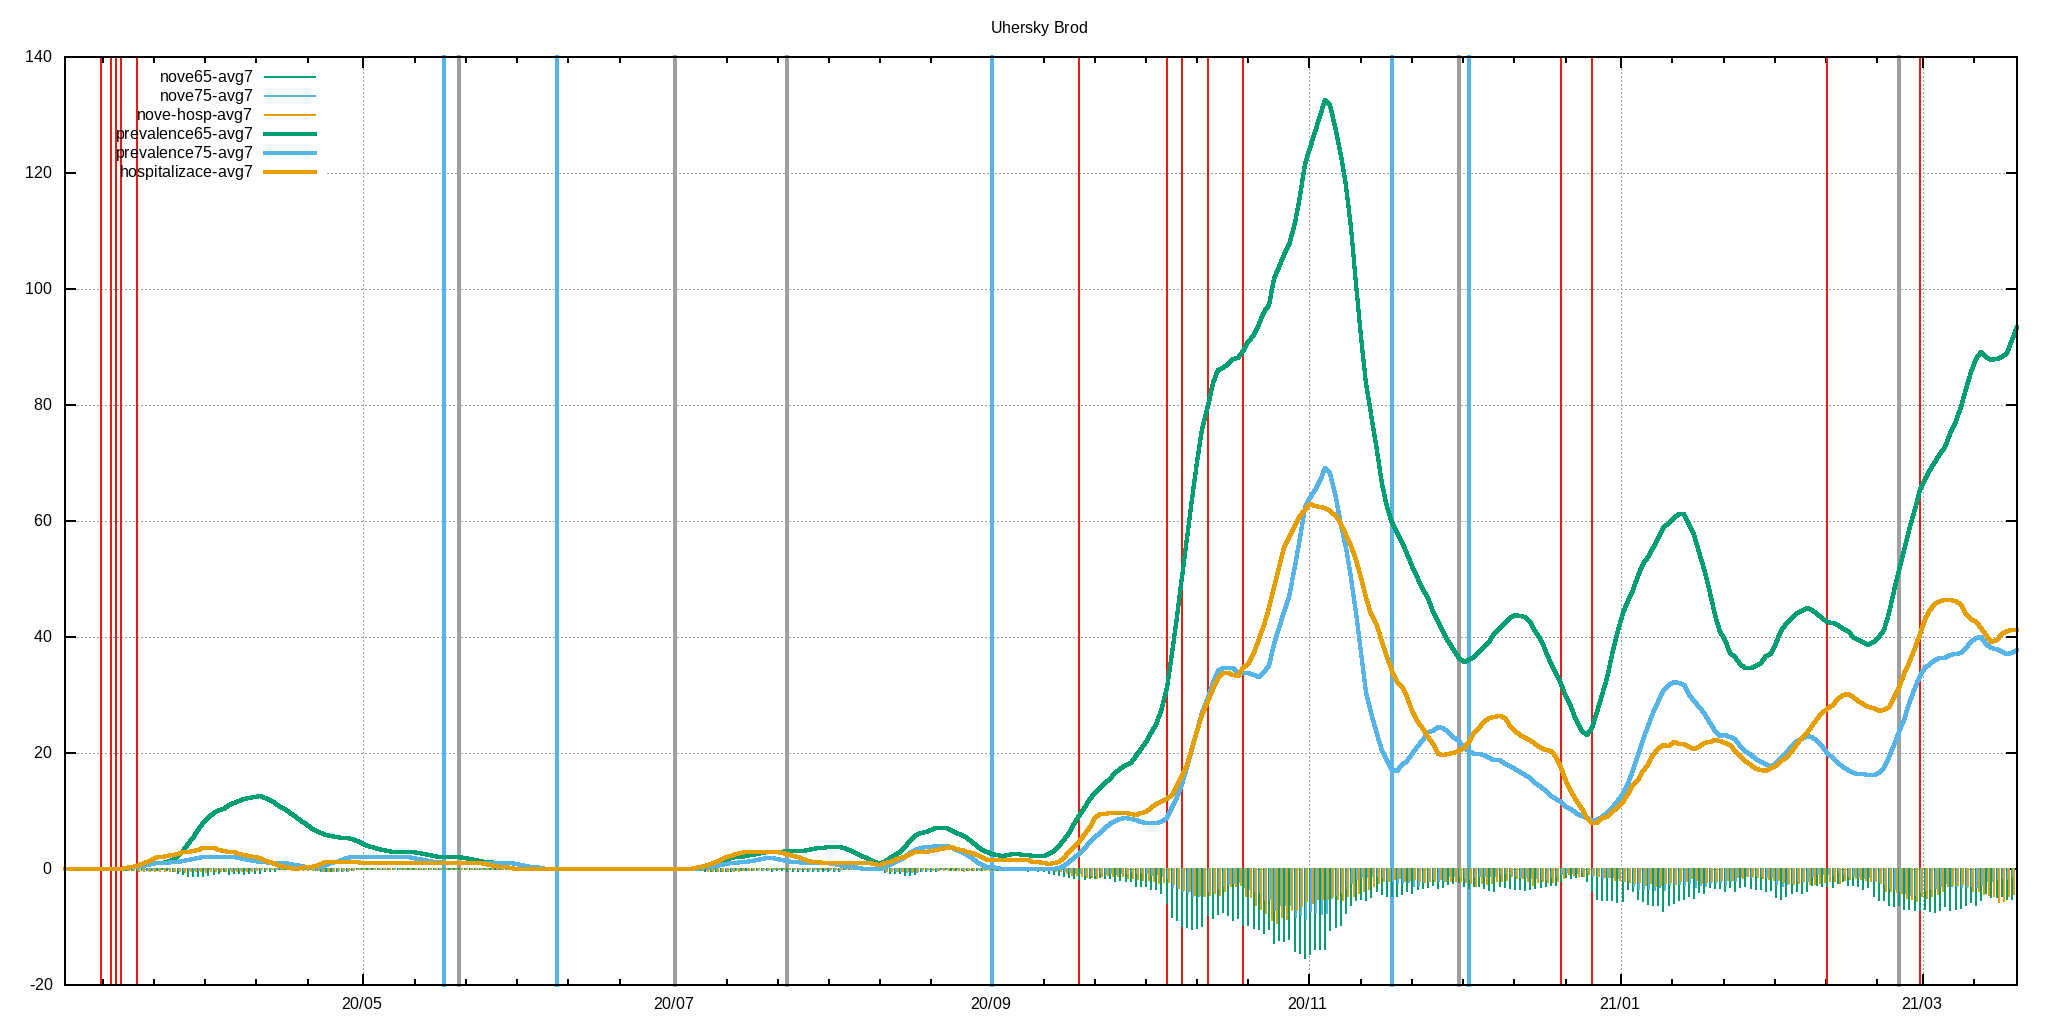 Uhersky Brod
140
120
100
80
60
40
20
0
-20
nove65-avg7
nove75-avg7
nove-hosp-avg7
prevalence65-avg7
prevalence75-avg7
hospitalizace-avg7
20/05
20/07
20/09
20/11
21/01
21/03